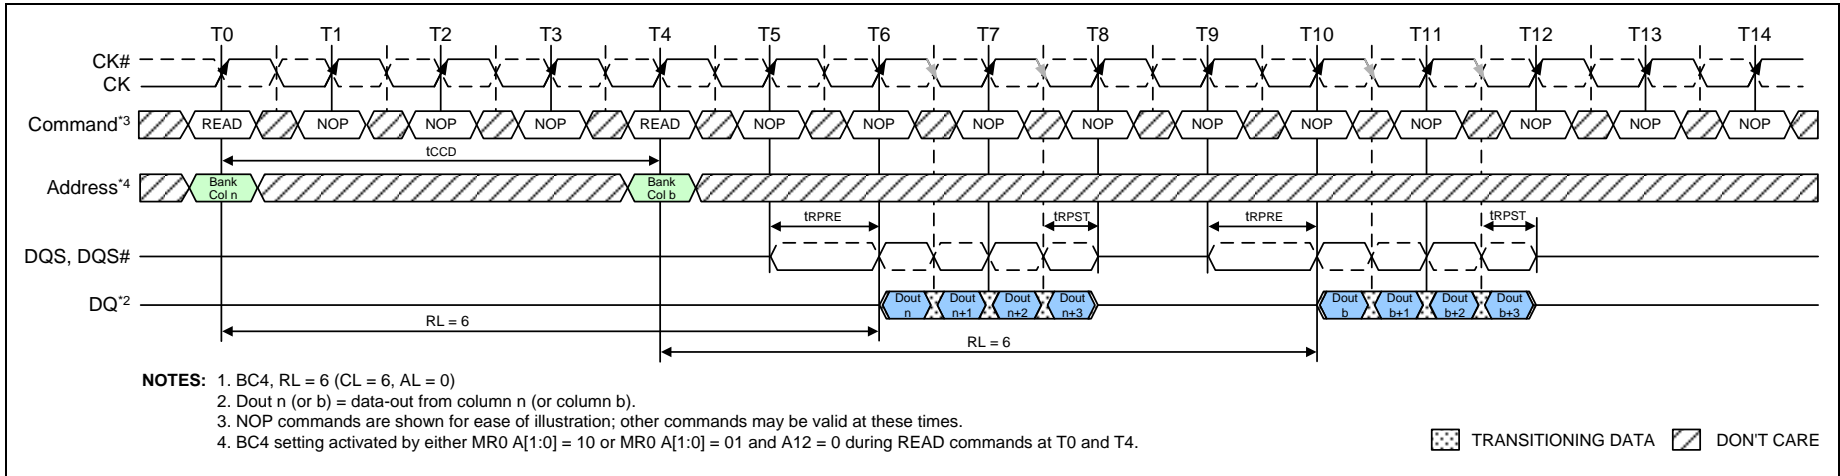 T0 T1 T2 T3 T4 T5 T6 T7 T8 T9 T10 T11 T12 T13 T14
CK#
CK
Command*3 READ NOP NOP NOP READ NOP NOP NOP NOP NOP NOP NOP NOP NOP NOP
tCCD
Address*4 Bank Col n Bank Col b
tRPRE tRPST tRPRE tRPST
DQS, DQS#
DQ*2 Dout n Dout n+1 Dout n+2 Dout n+3 Dout b Dout b+1 Dout b+2 Dout b+3
RL = 6
RL = 6
NOTES: 1. BC4, RL = 6 (CL = 6, AL = 0)
2. Dout n (or b) = data-out from column n (or column b).
3. NOP commands are shown for ease of illustration; other commands may be valid at these times.
4. BC4 setting activated by either MR0 A[1:0] = 10 or MR0 A[1:0] = 01 and A12 = 0 during READ commands at T0 and T4.
TRANSITIONING DATA DON'T CARE